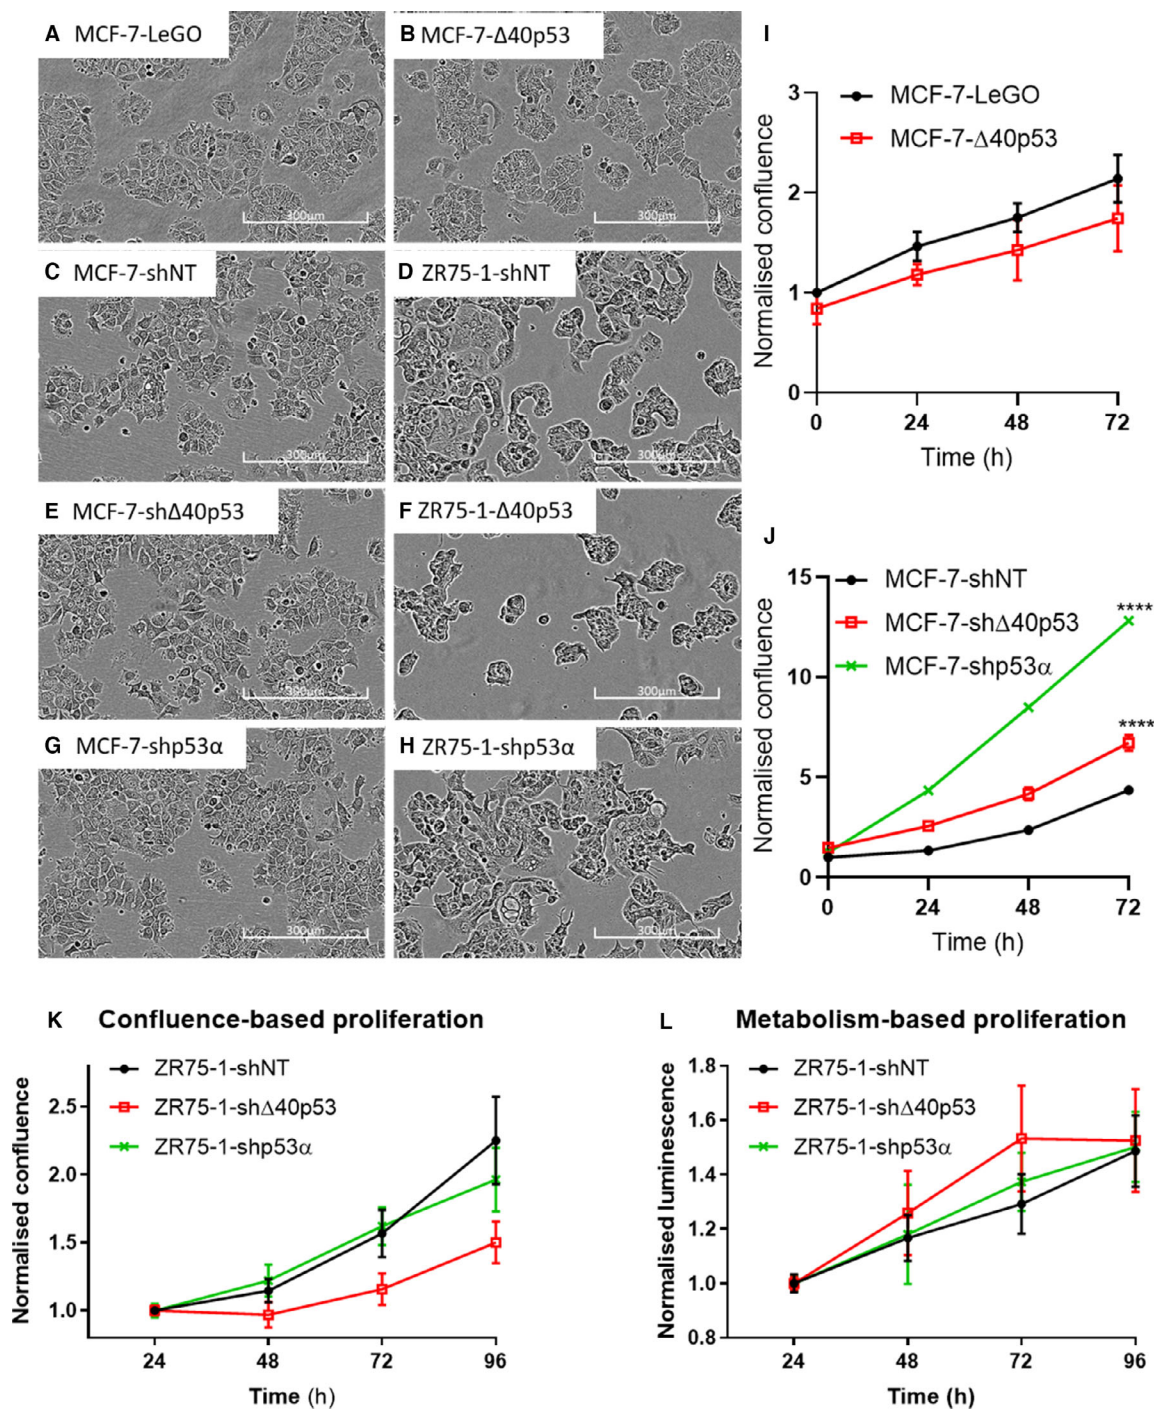 A MCF-7-LeGO
300µm
B MCF-7-Δ40p53
300µm
C MCF-7-shNT
300µm
D ZR75-1-shNT
300µm
E MCF-7-shΔ40p53
300µm
F ZR75-1-Δ40p53
300µm
G MCF-7-shp53α
300µm
H ZR75-1-shp53α
300µm
I
MCF-7-LeGO
MCF-7-Δ40p53
Normalised confluence
3
2
1
0
0 24 48 72
Time (h)
J
MCF-7-shNT
MCF-7-shΔ40p53
MCF-7-shp53α
****
****
Normalised confluence
15
10
5
0
0 24 48 72
Time (h)
K Confluence-based proliferation
ZR75-1-shNT
ZR75-1-shΔ40p53
ZR75-1-shp53α
Normalised confluence
2.5
2.0
1.5
1.0
24 48 72 96
Time (h)
L Metabolism-based proliferation
ZR75-1-shNT
ZR75-1-shΔ40p53
ZR75-1-shp53α
Normalised luminescence
1.8
1.6
1.4
1.2
1.0
0.8
24 48 72 96
Time (h)